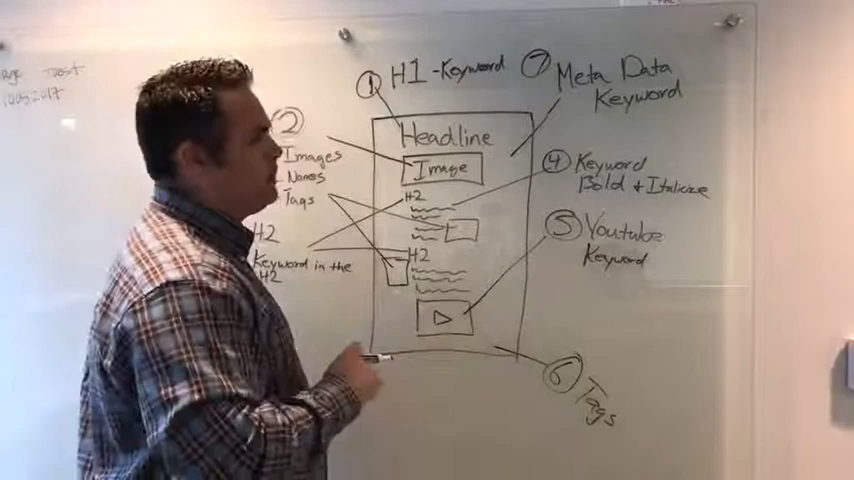 1 H1 - Keyword
7 Meta Data
Keyword
2
Images
Names
Tags
Headline
Image
H2
H2
4 Keyword
Bold + Italicize
5 Youtube
Keyword
H2
Keyword in the
H2
6 Tags